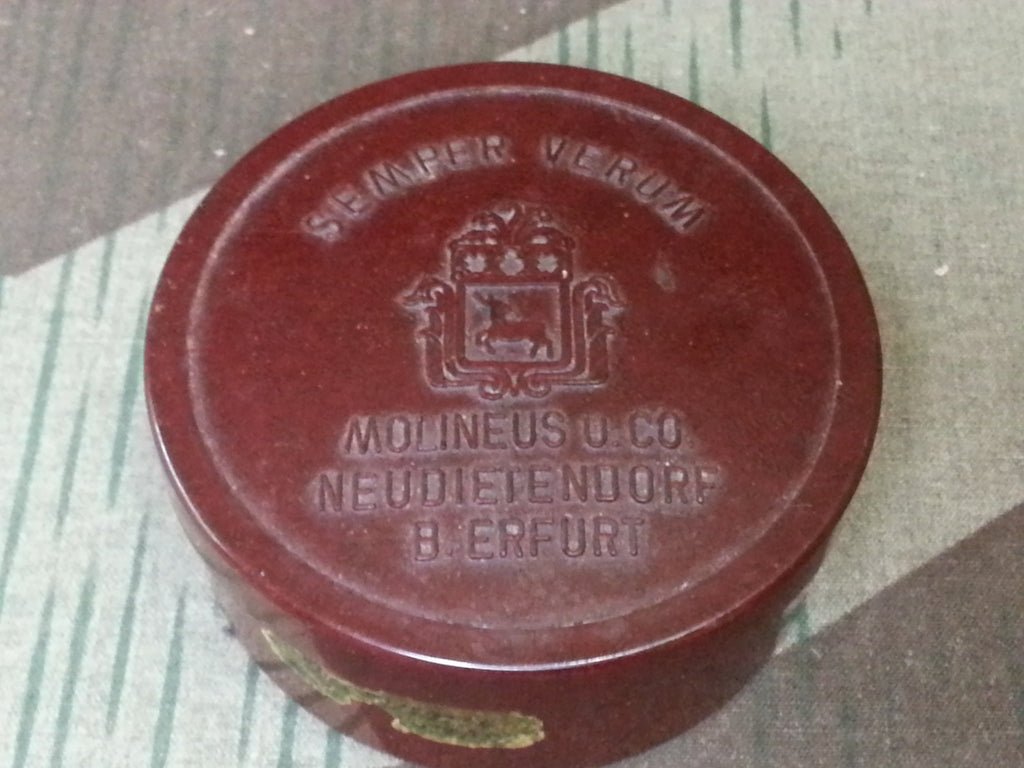 SEMPER VERUM
MOLINEUS U. CO.
NEUDIETENDORF
B. ERFURT